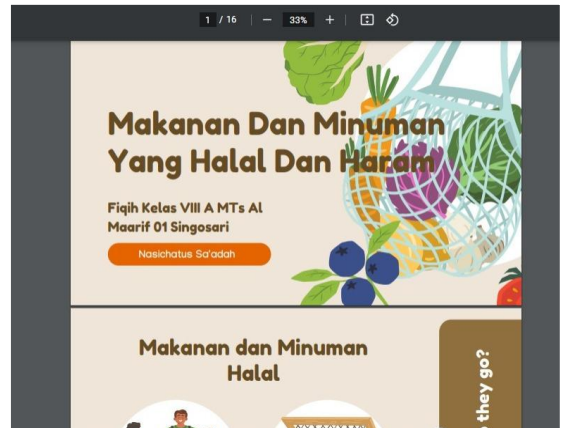 1 / 16 33%
Makanan Dan Minuman
Yang Halal Dan Haram
Fiqih Kelas VIII A MTs Al
Maarif 01 Singosari
Nasichatus Sa'adah
Makanan dan Minuman
Halal
they go?